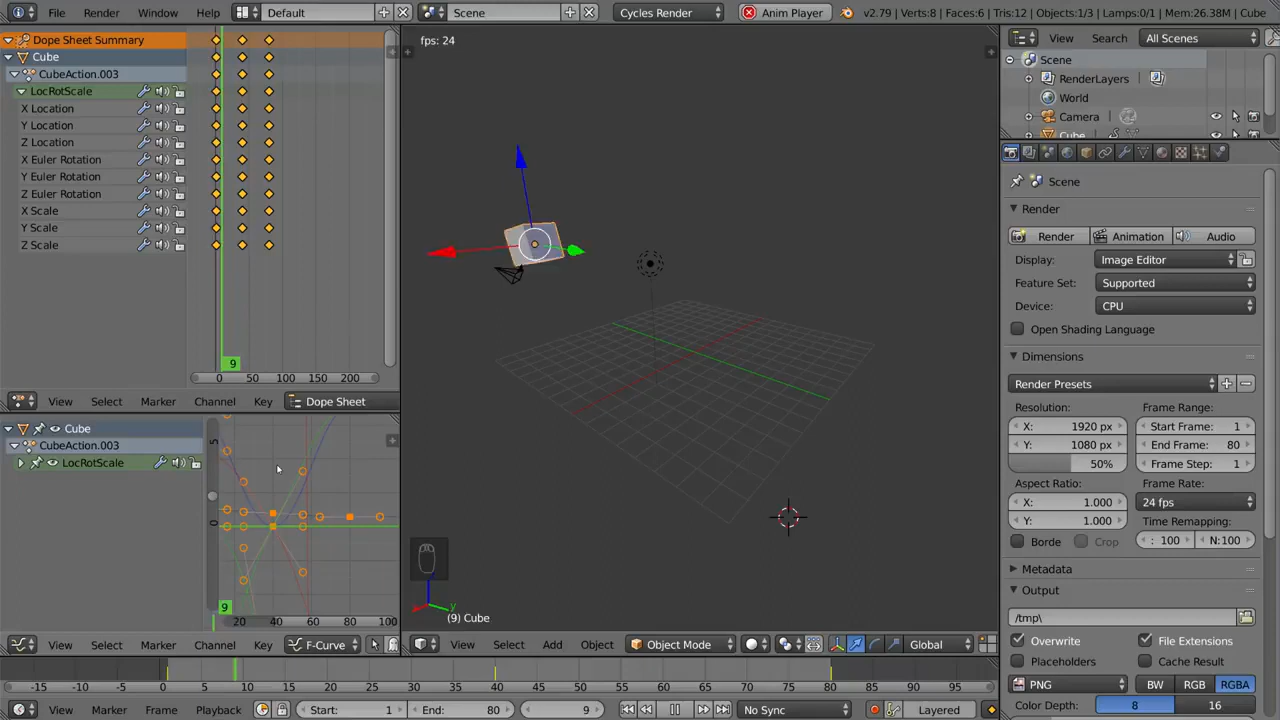 File Render Window Help Default Scene Cycles Render Anim Player v2.79 | Verts:8 | Faces:6 | Tris:12 | Objects:1/3 | Lamps:0/1 | Mem:26.38M | Cube
Dope Sheet Summary
Cube
CubeAction.003
LocRotScale
X Location
Y Location
Z Location
X Euler Rotation
Y Euler Rotation
Z Euler Rotation
X Scale
Y Scale
Z Scale
9
0 50 100 150 200
View Select Marker Channel Key Dope Sheet
Cube
CubeAction.003
LocRotScale
5
0
9
20 40 60 80 100
View Select Marker Channel Key F-Curve
fps: 24
y
(9) Cube
View Select Add Object Object Mode Global
View Search All Scenes
Scene
RenderLayers
World
Camera
Cube
Scene
Render
Render Animation Audio
Display: Image Editor
Feature Set: Supported
Device: CPU
Open Shading Language
Dimensions
Render Presets
Resolution: Frame Range:
X: 1920 px Start Frame: 1
Y: 1080 px End Frame: 80
50% Frame Step: 1
Aspect Ratio: Frame Rate:
X: 1.000 24 fps
Y: 1.000 Time Remapping:
Borde Crop : 100 N:100
Metadata
Output
/tmp\
Overwrite File Extensions
Placeholders Cache Result
PNG BW RGB RGBA
Color Depth: 8 16
-15 -10 -5 0 5 10 15 20 25 30 35 40 45 50 55 60 65 70 75 80 85 90 95
View Marker Frame Playback Start: 1 End: 80 9 No Sync Layered